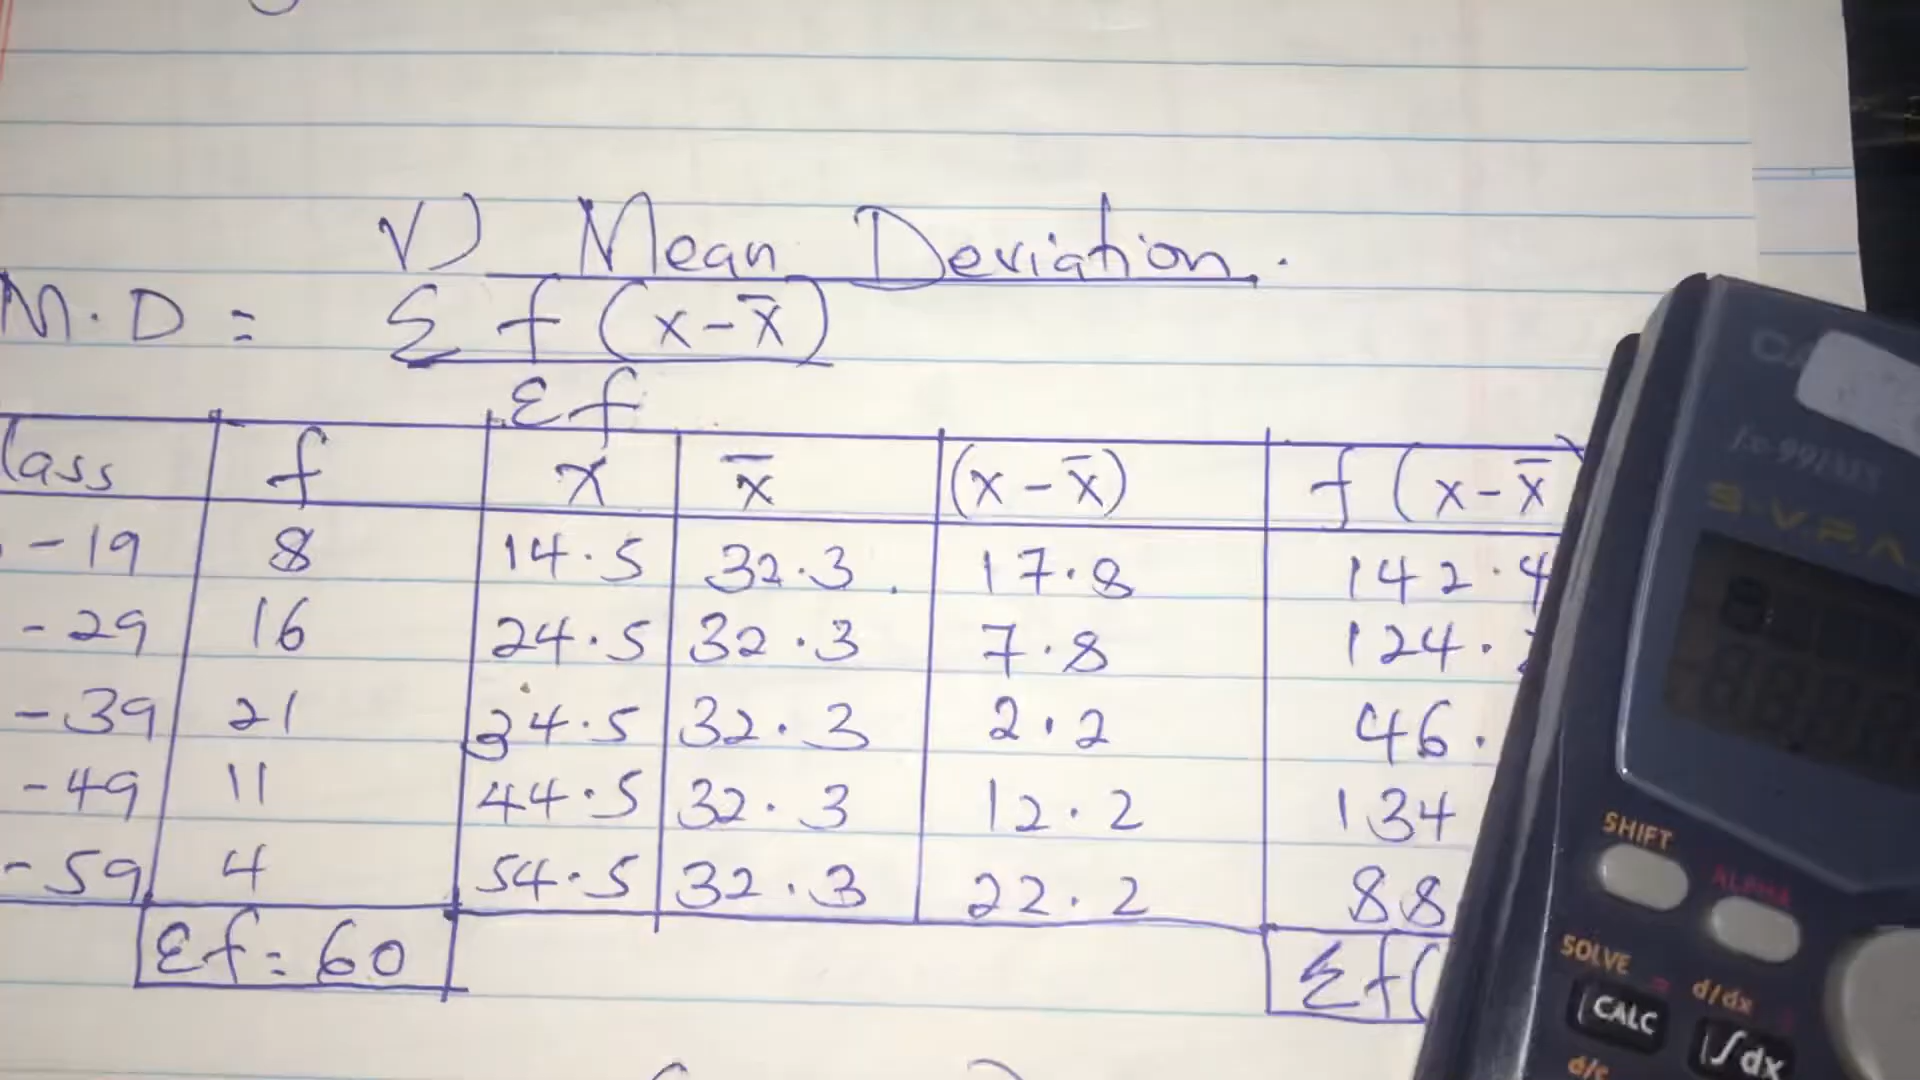 V) Mean Deviation.
M.D = Σ f (x-x̄)
Σf
lass f x x̄ (x-x̄) f (x-x̄
-19 8 14.5 32.3 17.8 142.4
-29 16 24.5 32.3 7.8 124.
-39 21 34.5 32.3 2.2 46.
-49 11 44.5 32.3 12.2 134
-59 4 54.5 32.3 22.2 88
Σf = 60 Σf(
S-V.P.A.
SHIFT
ALPHA
SOLVE = d/dx
CALC ∫dx
d/c